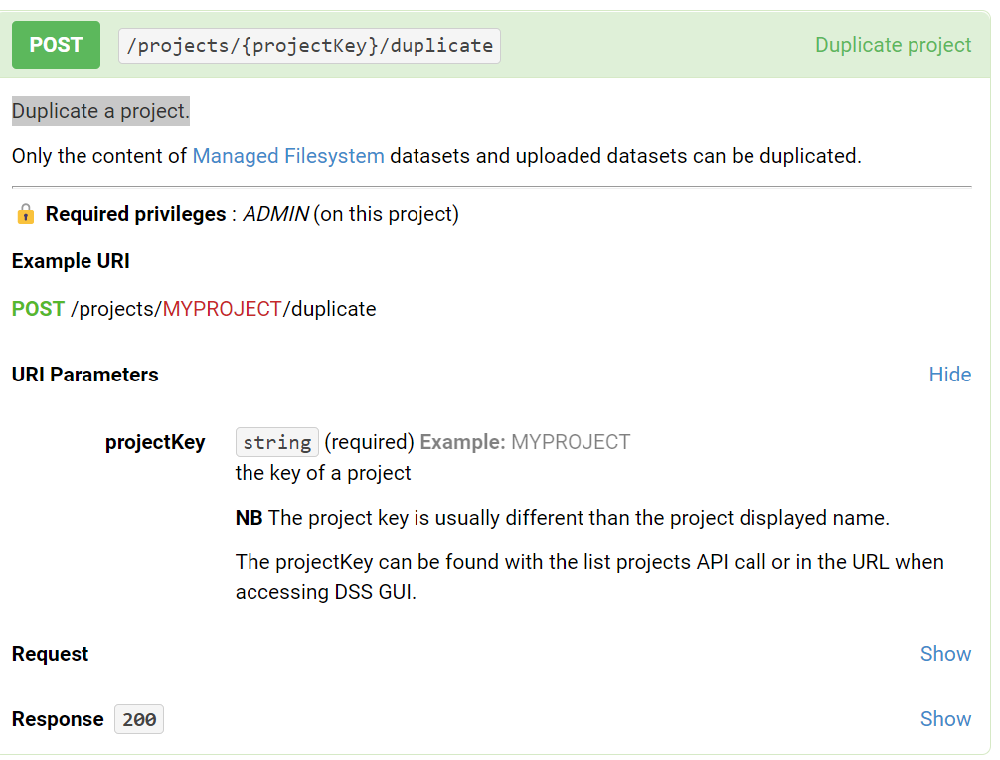 POST /projects/{projectKey}/duplicate Duplicate project
Duplicate a project.
Only the content of Managed Filesystem datasets and uploaded datasets can be duplicated.
Required privileges : ADMIN (on this project)
Example URI
POST /projects/MYPROJECT/duplicate
URI Parameters Hide
projectKey string (required) Example: MYPROJECT
the key of a project
NB The project key is usually different than the project displayed name.
The projectKey can be found with the list projects API call or in the URL when
accessing DSS GUI.
Request Show
Response 200 Show